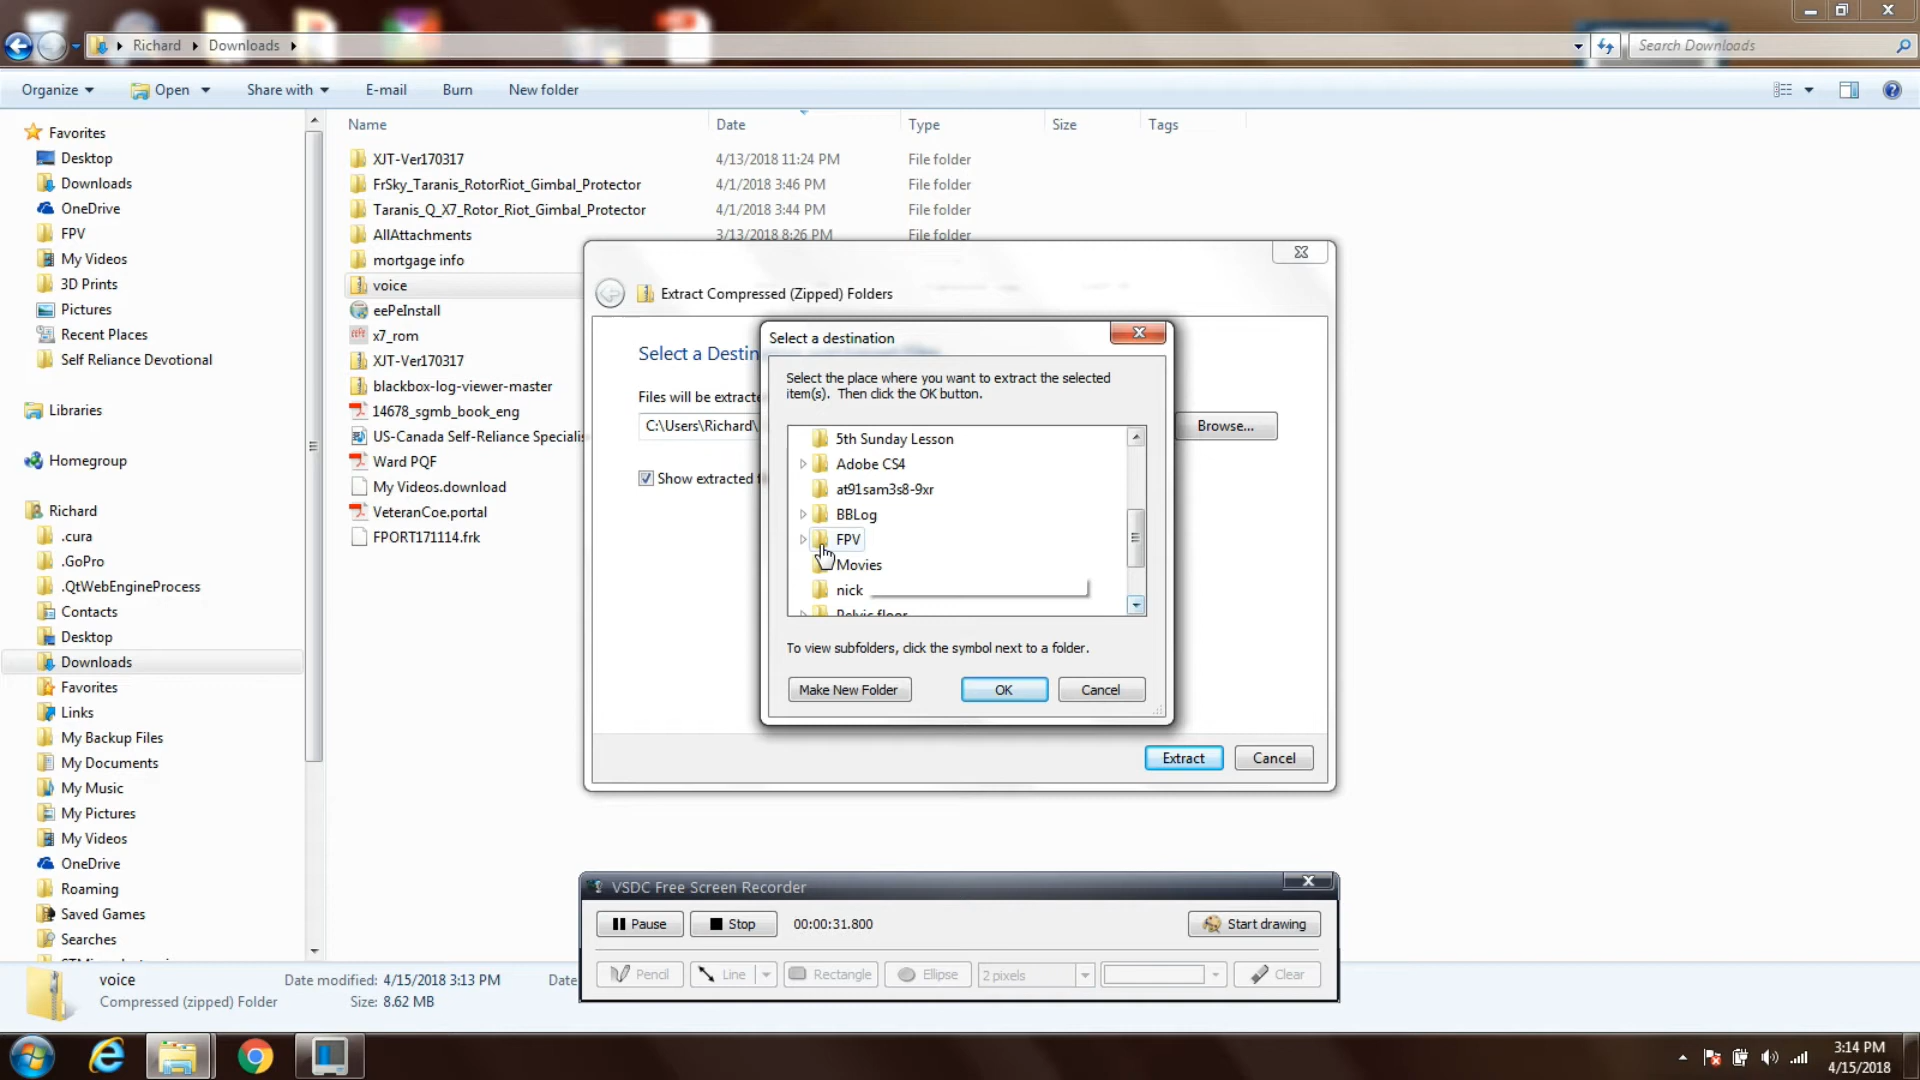 Richard
Downloads
Search Downloads
Organize
Open
Share with
E-mail
Burn
New folder
Favorites
Desktop
Downloads
OneDrive
FPV
My Videos
3D Prints
Pictures
Recent Places
Self Reliance Devotional
Libraries
Homegroup
Richard
.cura
.GoPro
.QtWebEngineProcess
Contacts
Desktop
Downloads
Favorites
Links
My Backup Files
My Documents
My Music
My Pictures
My Videos
OneDrive
Roaming
Saved Games
Searches
Name Date Type Size Tags
XJT-Ver170317 4/13/2018 11:24 PM File folder
FrSky_Taranis_RotorRiot_Gimbal_Protector 4/1/2018 3:46 PM File folder
Taranis_Q_X7_Rotor_Riot_Gimbal_Protector 4/1/2018 3:44 PM File folder
AllAttachments 3/13/2018 8:26 PM File folder
mortgage info
voice
eePeInstall
x7_rom
XJT-Ver170317
blackbox-log-viewer-master
14678_sgmb_book_eng
US-Canada Self-Reliance Specialis
Ward PQF
My Videos.download
VeteranCoe.portal
FPORT171114.frk
Extract Compressed (Zipped) Folders
Select a Destin
Files will be extracte
C:\Users\Richard\
Browse...
Show extracted
Extract
Cancel
Select a destination
Select the place where you want to extract the selected
item(s). Then click the OK button.
5th Sunday Lesson
Adobe CS4
at91sam3s8-9xr
BBLog
FPV
Movies
nick
Pelvic floor
To view subfolders, click the symbol next to a folder.
Make New Folder
OK
Cancel
VSDC Free Screen Recorder
Pause
Stop
00:00:31.800
Start drawing
Pencil
Line
Rectangle
Ellipse
2 pixels
Clear
voice
Date modified: 4/15/2018 3:13 PM
Date
Compressed (zipped) Folder
Size: 8.62 MB
3:14 PM
4/15/2018